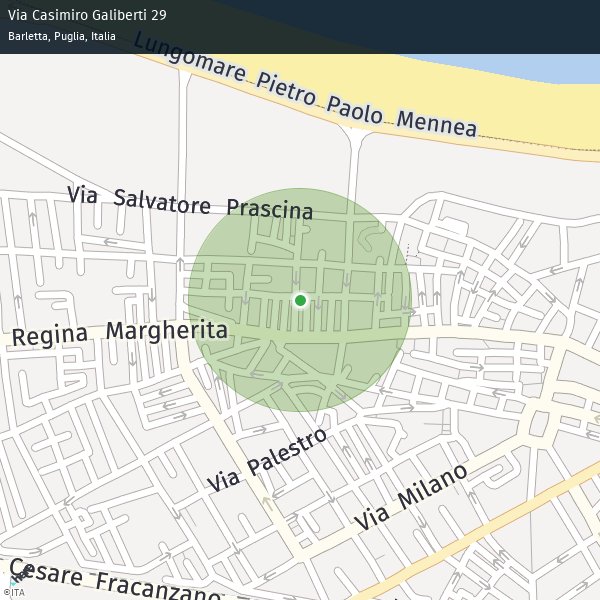 Via Casimiro Galiberti 29
Barletta, Puglia, Italia
Lungomare Pietro Paolo Mennea
Via Salvatore Prascina
Regina Margherita
Via Palestro
Via Milano
Cesare Fracanzano
©ITA